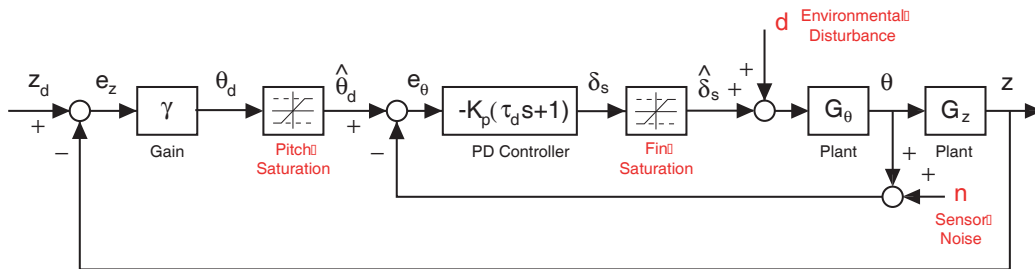 d Environmental
Disturbance
z_d e_z θ_d θ̂_d e_θ δ_s δ̂_s θ z
+ − γ + − -K_p(τ_d s+1) + + G_θ G_z
Gain Pitch
Saturation PD Controller Fin
Saturation Plant Plant
+ +
n
Sensor
Noise